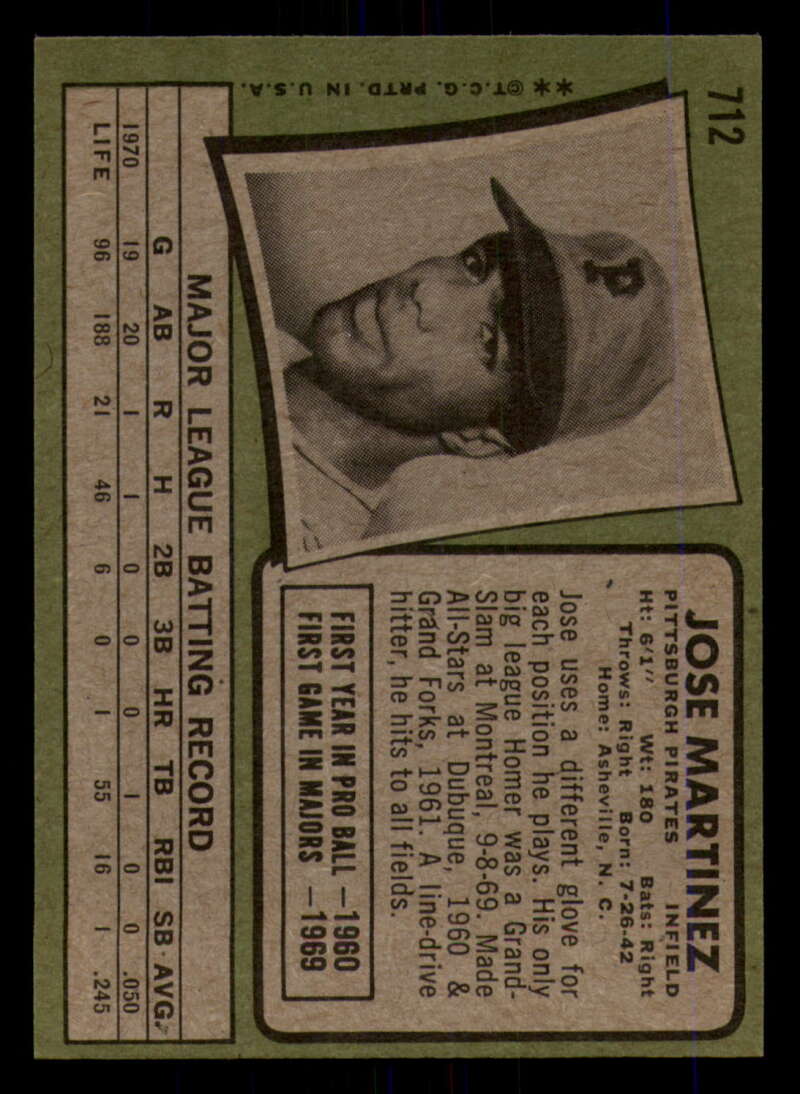 712
** ©T.C.G. PRTD. IN U.S.A.
P
JOSE MARTINEZ
PITTSBURGH PIRATES INFIELD
Ht: 6'1" Wt: 180 Bats: Right
Throws: Right Born: 7-26-42
Home: Asheville, N. C.
Jose uses a different glove for
each position he plays. His only
big league Homer was a Grand-
Slam at Montreal, 9-8-69. Made
All-Stars at Dubuque, 1960 &
Grand Forks, 1961. A line-drive
hitter, he hits to all fields.
FIRST YEAR IN PRO BALL —1960
FIRST GAME IN MAJORS —1969
MAJOR LEAGUE BATTING RECORD
G AB R H 2B 3B HR TB RBI SB AVG.
1970 19 20 1 1 0 0 0 1 0 0 .050
LIFE 96 188 21 46 6 0 1 55 16 1 .245